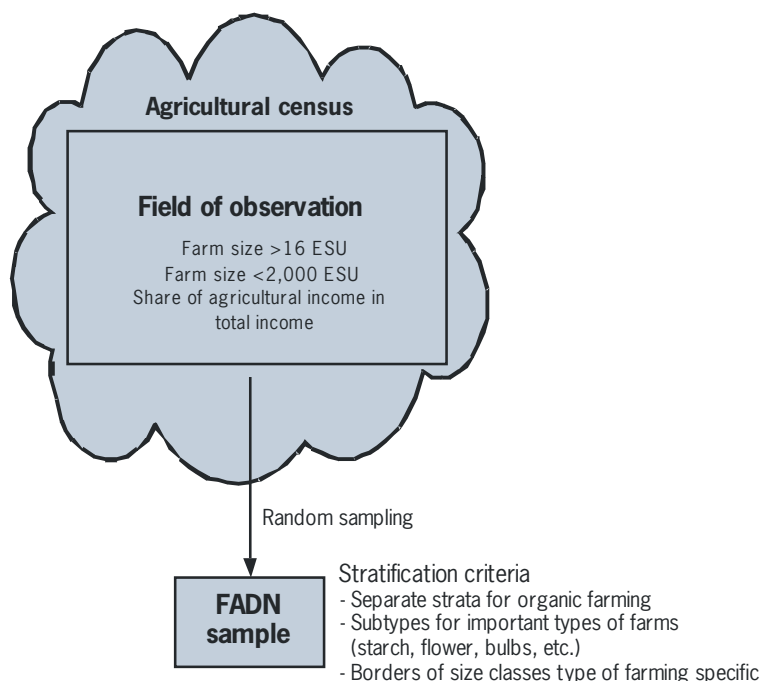 Agricultural census
Field of observation
Farm size >16 ESU
Farm size <2,000 ESU
Share of agricultural income in
total income
Random sampling
FADN
sample
Stratification criteria
- Separate strata for organic farming
- Subtypes for important types of farms
(starch, flower, bulbs, etc.)
- Borders of size classes type of farming specific